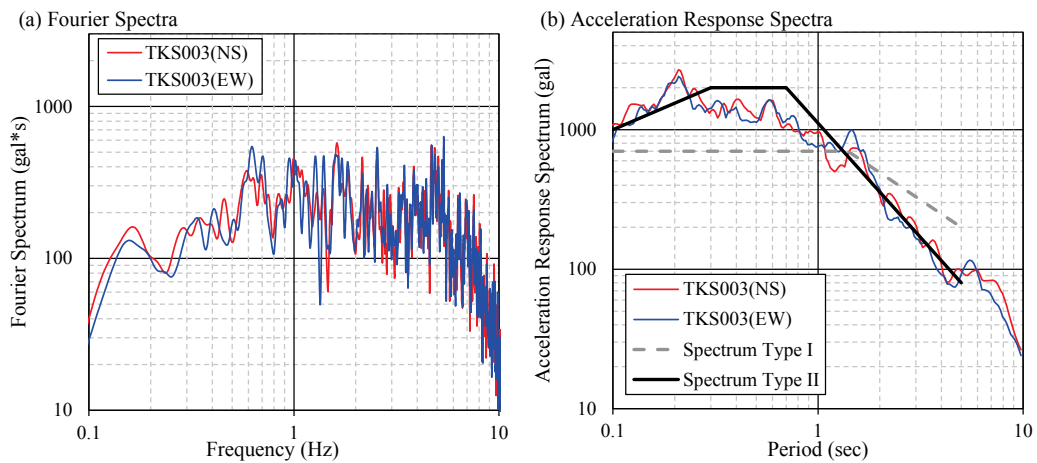 (a) Fourier Spectra
TKS003(NS)
TKS003(EW)
Fourier Spectrum (gal*s)
1000
100
10
0.1
1
10
Frequency (Hz)
(b) Acceleration Response Spectra
Acceleration Response Spectrum (gal)
1000
100
10
TKS003(NS)
TKS003(EW)
Spectrum Type I
Spectrum Type II
0.1
1
10
Period (sec)